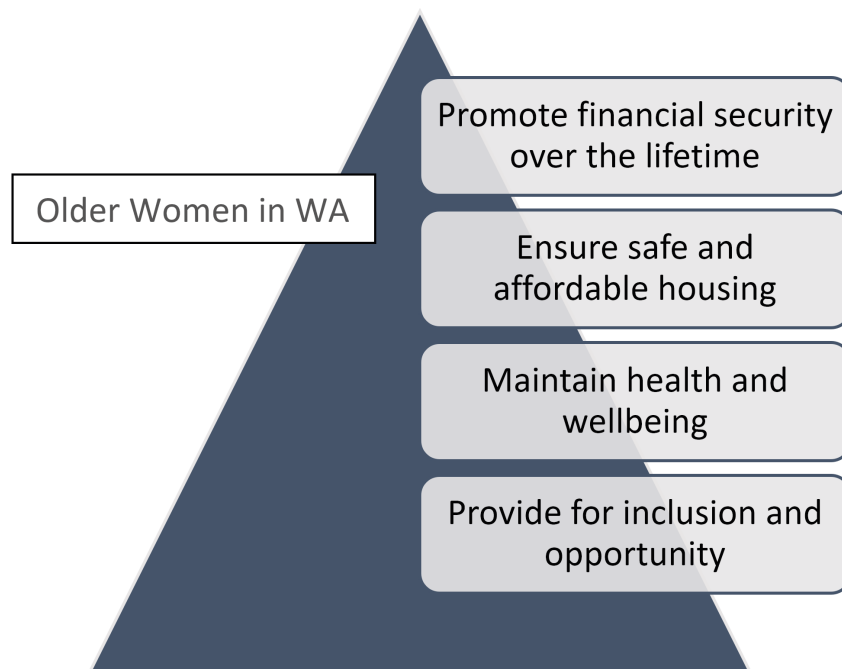 Promote financial security
over the lifetime
Older Women in WA
Ensure safe and
affordable housing
Maintain health and
wellbeing
Provide for inclusion and
opportunity